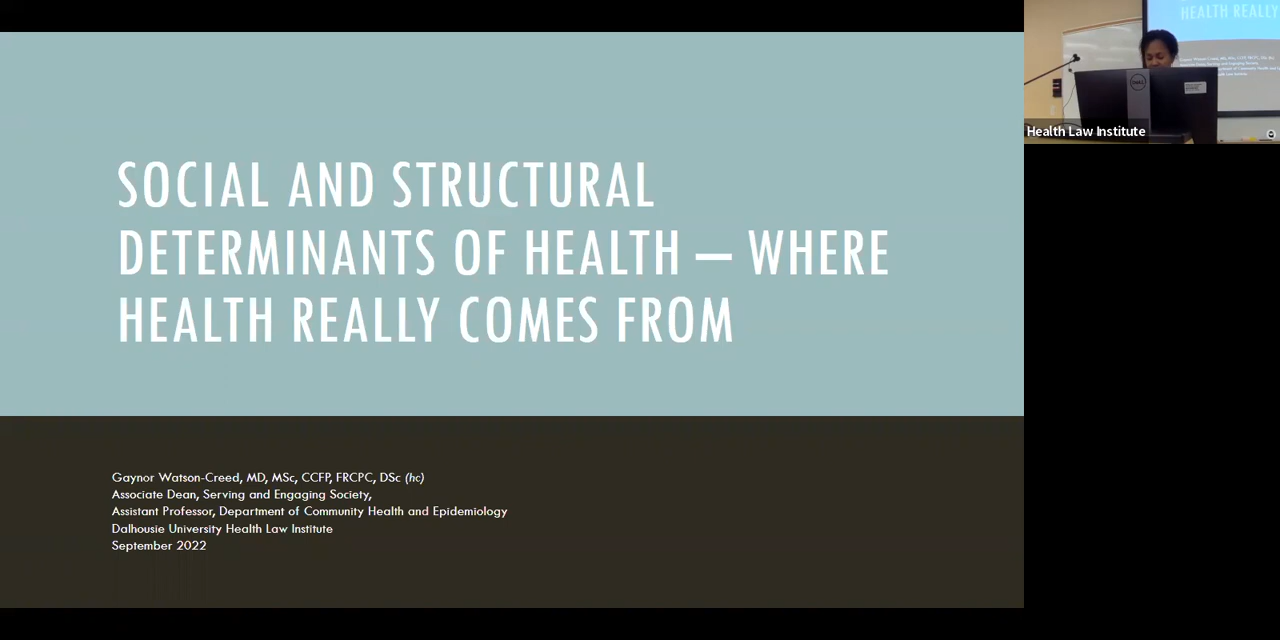 SOCIAL AND STRUCTURAL
DETERMINANTS OF HEALTH – WHERE
HEALTH REALLY COMES FROM
Gaynor Watson-Creed, MD, MSc, CCFP, FRCPC, DSc (hc)
Associate Dean, Serving and Engaging Society,
Assistant Professor, Department of Community Health and Epidemiology
Dalhousie University Health Law Institute
September 2022
HEALTH REALLY
DELL
Health Law Institute